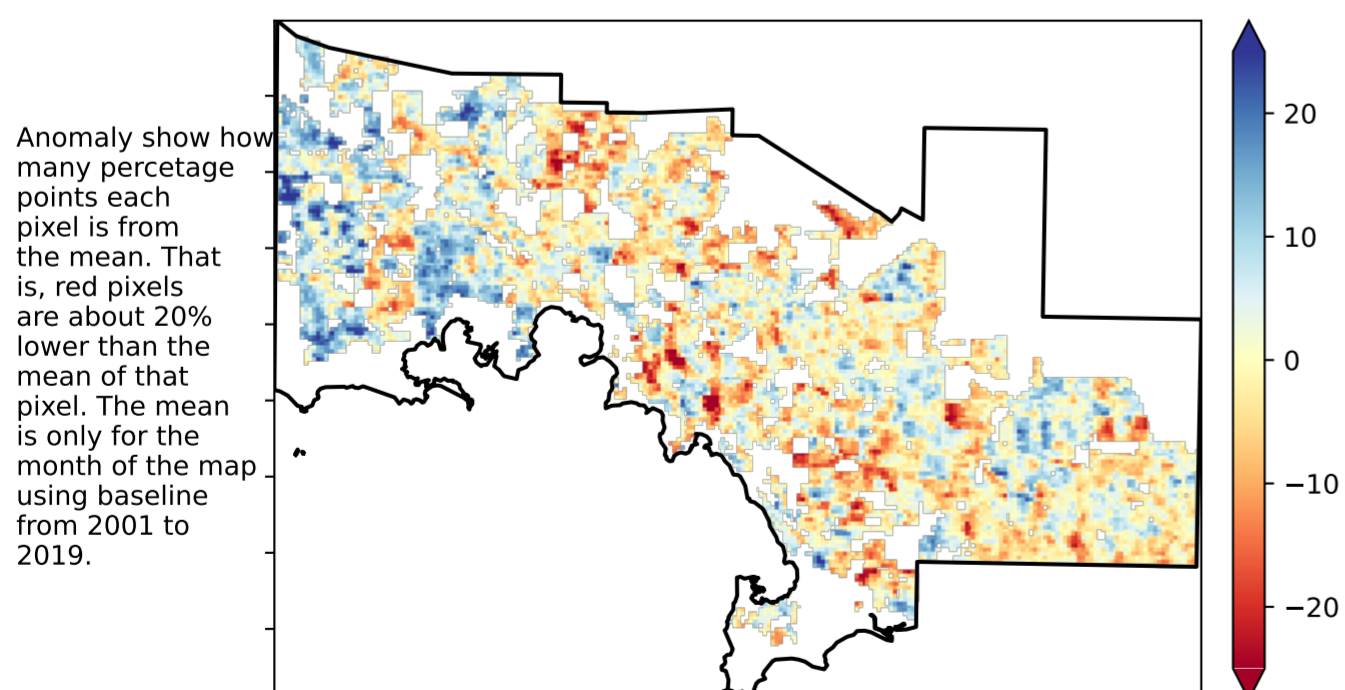 Anomaly show how
many percetage
points each
pixel is from
the mean. That
is, red pixels
are about 20%
lower than the
mean of that
pixel. The mean
is only for the
month of the map
using baseline
from 2001 to
2019.
20
10
0
−10
−20